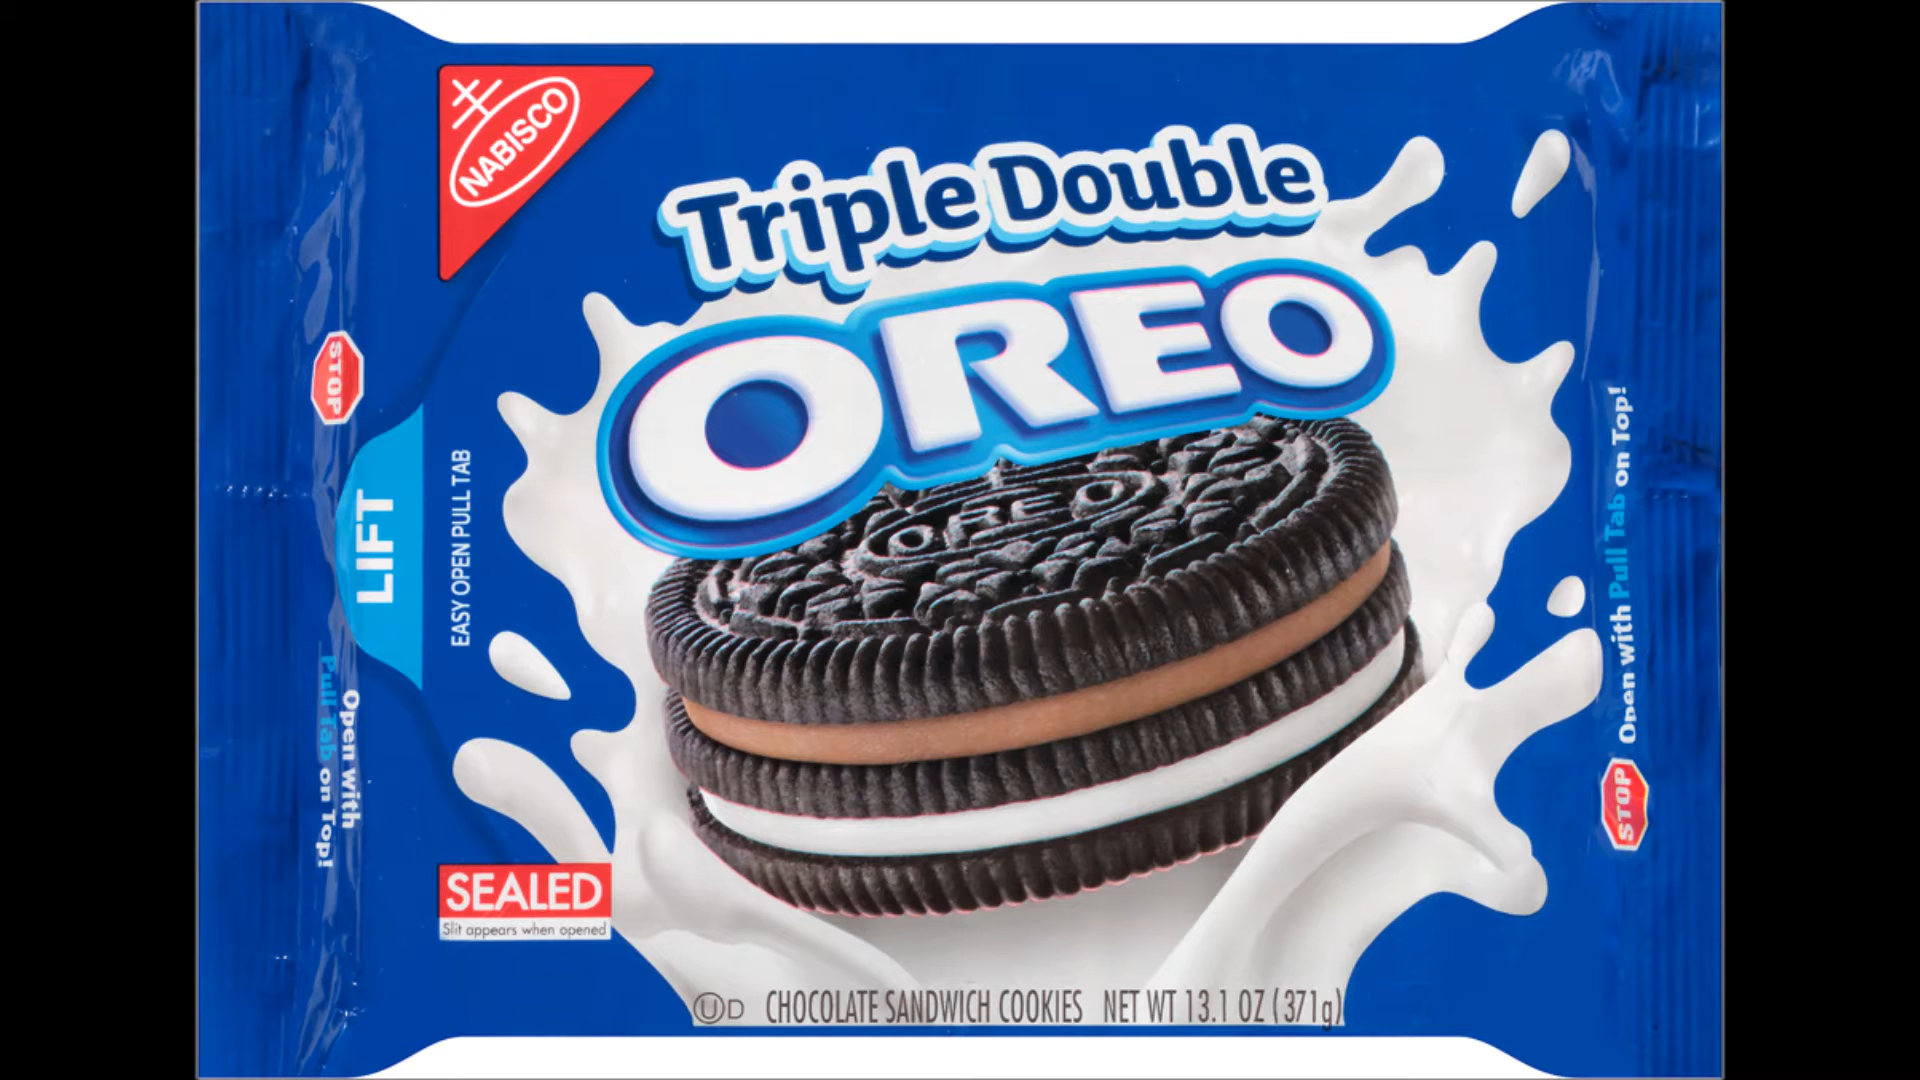 NABISCO
Triple Double
OREO
OREO
STOP
LIFT
EASY OPEN PULL TAB
Open with
Pull Tab on Top!
STOP Open with Pull Tab on Top!
SEALED
Slit appears when opened
UD CHOCOLATE SANDWICH COOKIES NET WT 13.1 OZ (371g)